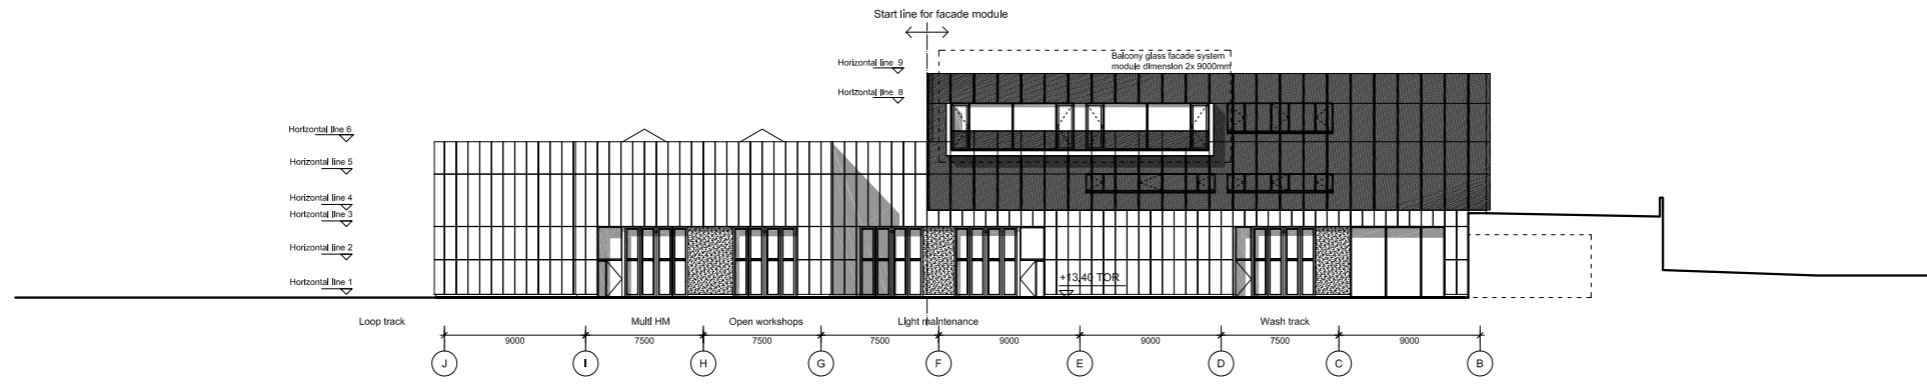 Start line for facade module
Balcony glass facade system
module dimension 2x 9000mm
Horizontal line 9
Horizontal line 8
Horizontal line 6
Horizontal line 5
Horizontal line 4
Horizontal line 3
Horizontal line 2
Horizontal line 1
+13,40 TOR
Loop track
Multi HM
Open workshops
Light maintenance
Wash track
9000
7500
7500
7500
9000
9000
7500
9000
J
I
H
G
F
E
D
C
B